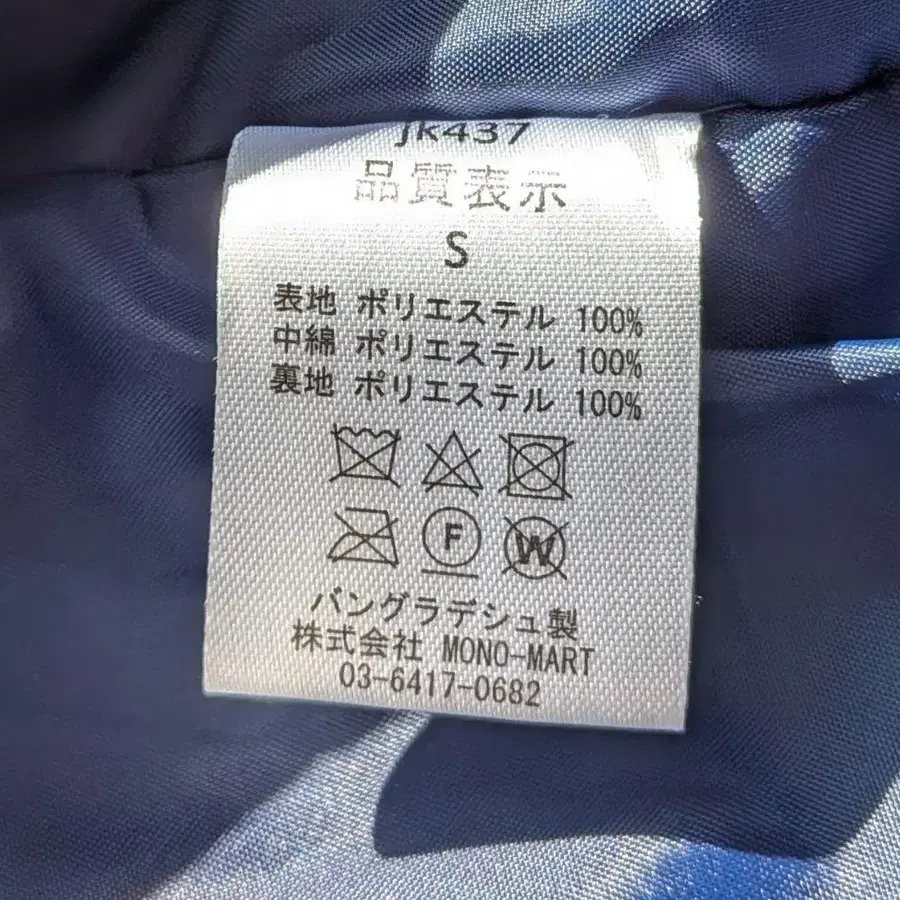 jk437
品質表示
S
表地 ポリエステル 100%
中綿 ポリエステル 100%
裏地 ポリエステル 100%
F W
バングラデシュ製
株式会社 MONO-MART
03-6417-0682